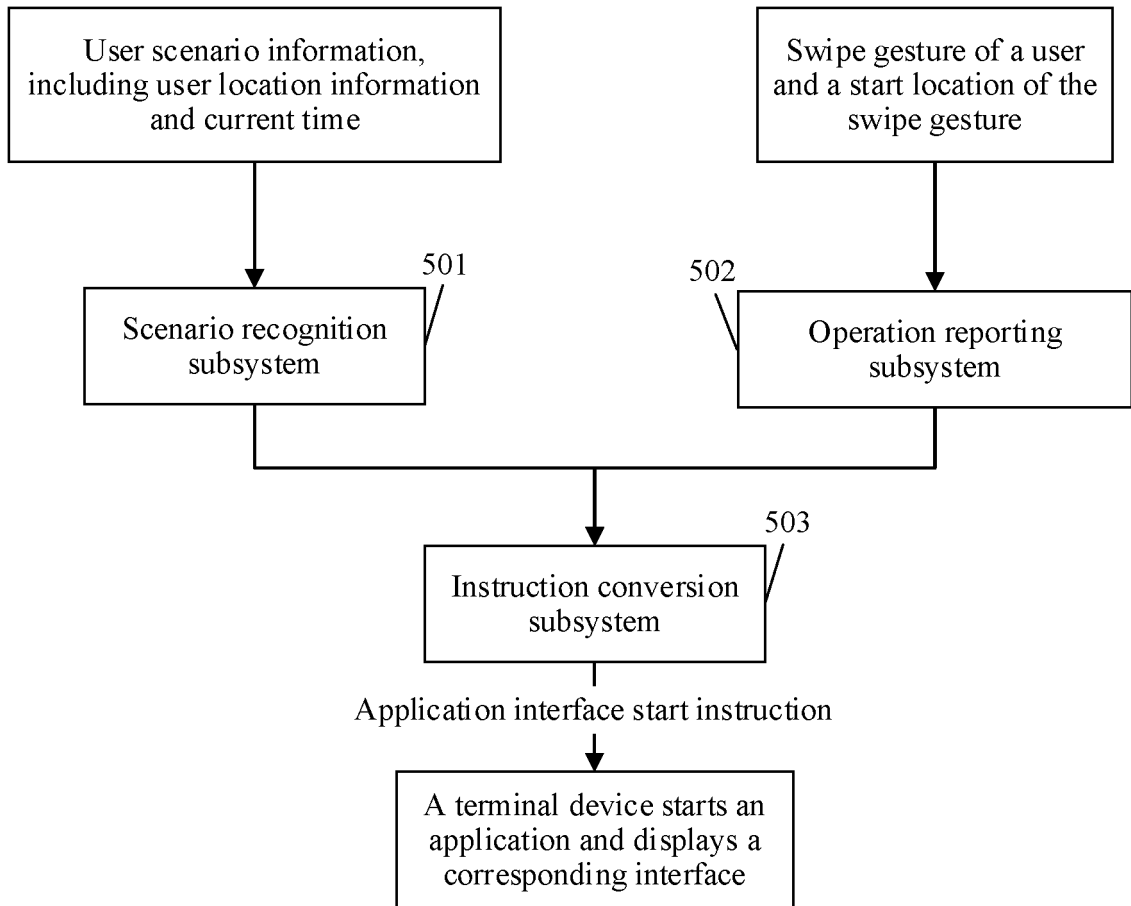 User scenario information,
including user location information
and current time
Swipe gesture of a user
and a start location of the
swipe gesture
501
502
Scenario recognition
subsystem
Operation reporting
subsystem
503
Instruction conversion
subsystem
Application interface start instruction
A terminal device starts an
application and displays a
corresponding interface